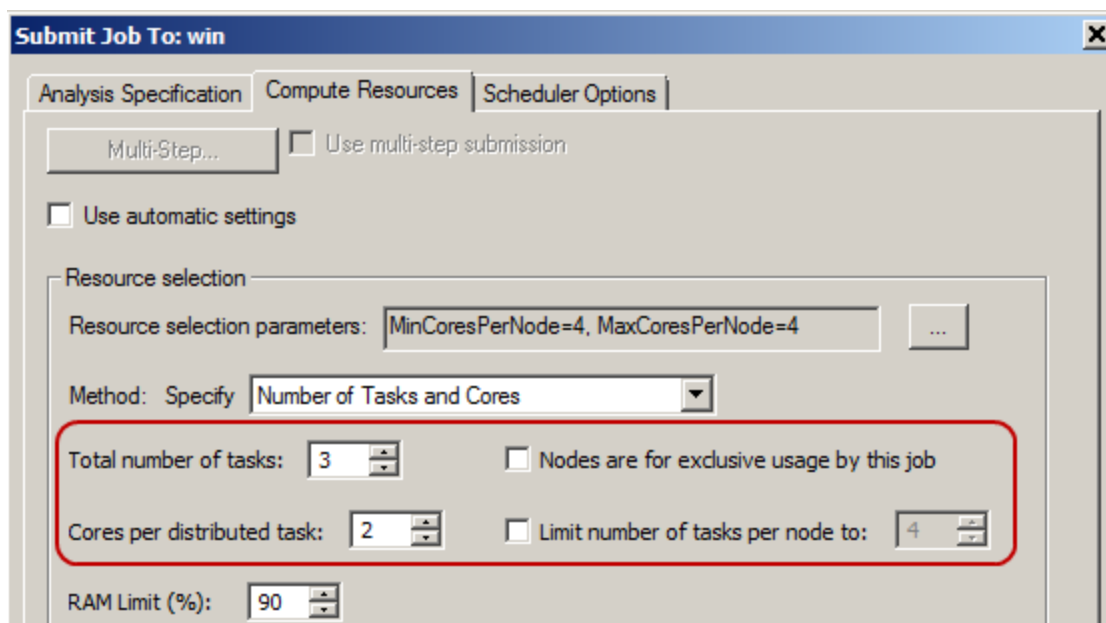 Submit Job To: win
Analysis Specification Compute Resources Scheduler Options
Multi-Step... Use multi-step submission
Use automatic settings
Resource selection
Resource selection parameters: MinCoresPerNode=4, MaxCoresPerNode=4 ...
Method: Specify Number of Tasks and Cores
Total number of tasks: 3 Nodes are for exclusive usage by this job
Cores per distributed task: 2 Limit number of tasks per node to: 4
RAM Limit (%): 90